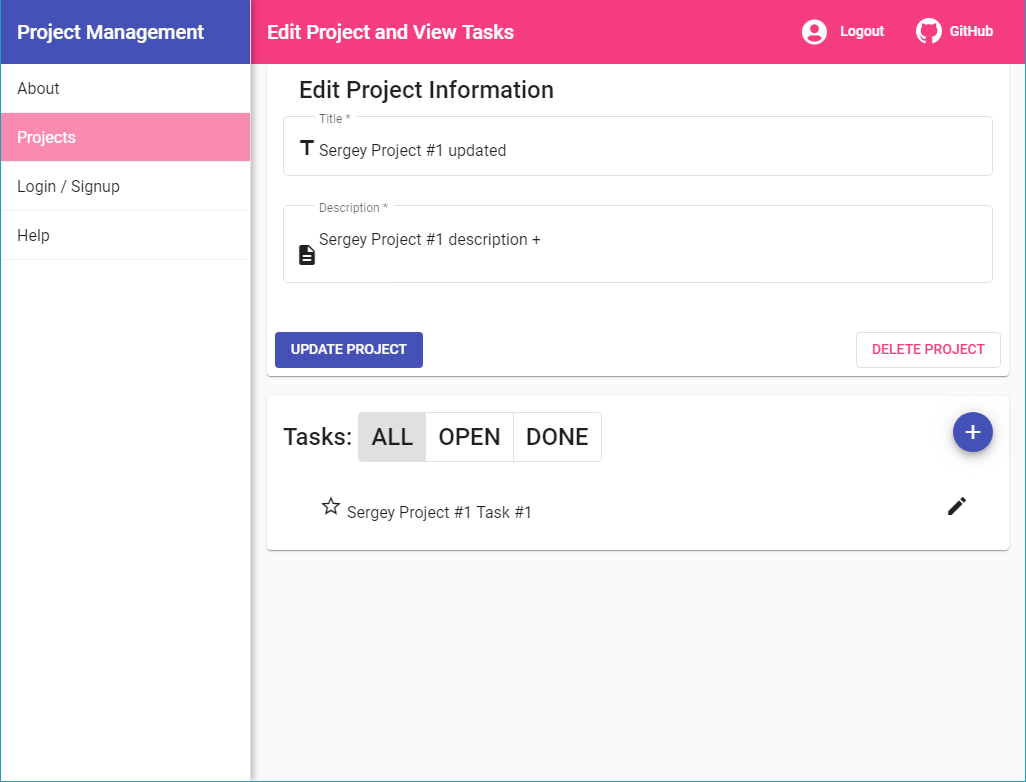 Project Management
Edit Project and View Tasks
Logout
GitHub
About
Projects
Login / Signup
Help
Edit Project Information
Title *
Sergey Project #1 updated
Description *
Sergey Project #1 description +
UPDATE PROJECT
DELETE PROJECT
Tasks: ALL OPEN DONE
+
Sergey Project #1 Task #1